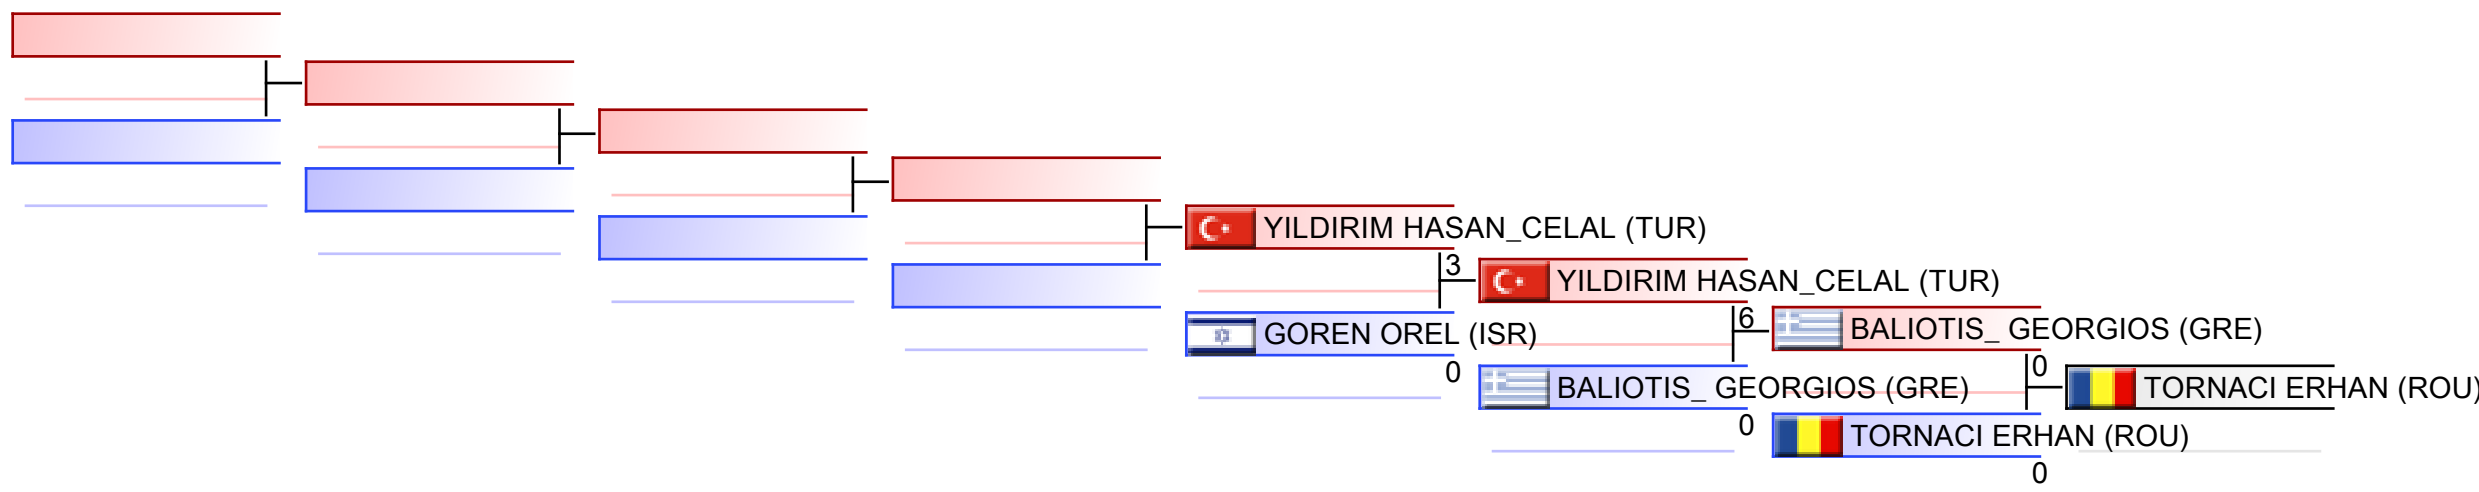 YILDIRIM HASAN_CELAL (TUR)
3
YILDIRIM HASAN_CELAL (TUR)
GOREN OREL (ISR)
0
6
BALIOTIS_ GEORGIOS (GRE)
BALIOTIS_ GEORGIOS (GRE)
0
0
TORNACI ERHAN (ROU)
TORNACI ERHAN (ROU)
0